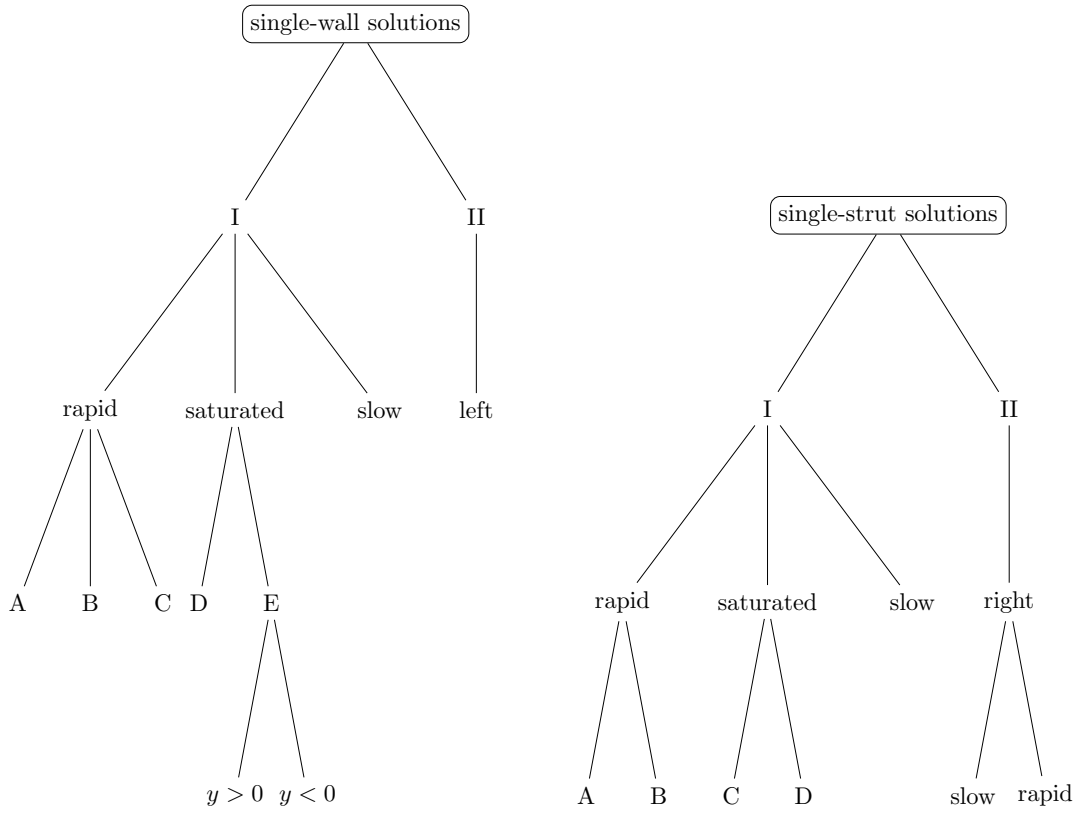 single-wall solutions
I II
rapid saturated slow left
A B C D E
y > 0 y < 0
single-strut solutions
I II
rapid saturated slow right
A B C D slow rapid